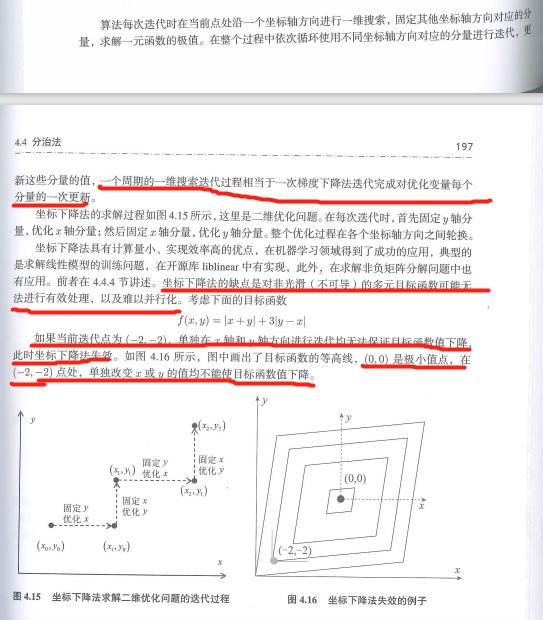 算法每次迭代时在当前点处沿一个坐标轴方向进行一维搜索，固定其他坐标轴方向对应的分
量，求解一元函数的极值。在整个过程中依次循环使用不同坐标轴方向对应的分量进行迭代，更
4.4 分治法
197
新这些分量的值，一个周期的一维搜索迭代过程相当于一次梯度下降法迭代完成对优化变量每个
分量的一次更新。
坐标下降法的求解过程如图 4.15 所示，这里是二维优化问题。在每次迭代时，首先固定 y 轴分
量，优化 x 轴分量；然后固定 x 轴分量，优化 y 轴分量。整个优化过程在各个坐标轴方向之间轮换。
坐标下降法具有计算量小、实现效率高的优点，在机器学习领域得到了成功的应用，典型的
是求解线性模型的训练问题，在开源库 liblinear 中有实现，此外，在求解非负矩阵分解问题中也
有应用。前者在 4.4.4 节讲述。坐标下降法的缺点是对非光滑（不可导）的多元目标函数可能无
法进行有效处理，以及难以并行化。考虑下面的目标函数
f(x, y) = |x + y| + 3|y − x|
如果当前迭代点为 (−2, −2)，单独在 x 轴和 y 轴方向进行迭代均无法保证目标函数值下降，
此时坐标下降法失效。如图 4.16 所示，图中画出了目标函数的等高线，(0,0) 是极小值点，在
(−2, −2) 点处，单独改变 x 或 y 的值均不能使目标函数值下降。
y
(x₂,y₂)
固定 x
优化 y
固定 y
优化 x
(x₁,y₁)
(x₂,y₁)
固定 x
优化 y
固定 y
优化 x
(x₀,y₀)
(x₁,y₀)
x
y
y
(0,0)
x
(−2,−2)
x
图 4.15 坐标下降法求解二维优化问题的迭代过程
图 4.16 坐标下降法失效的例子